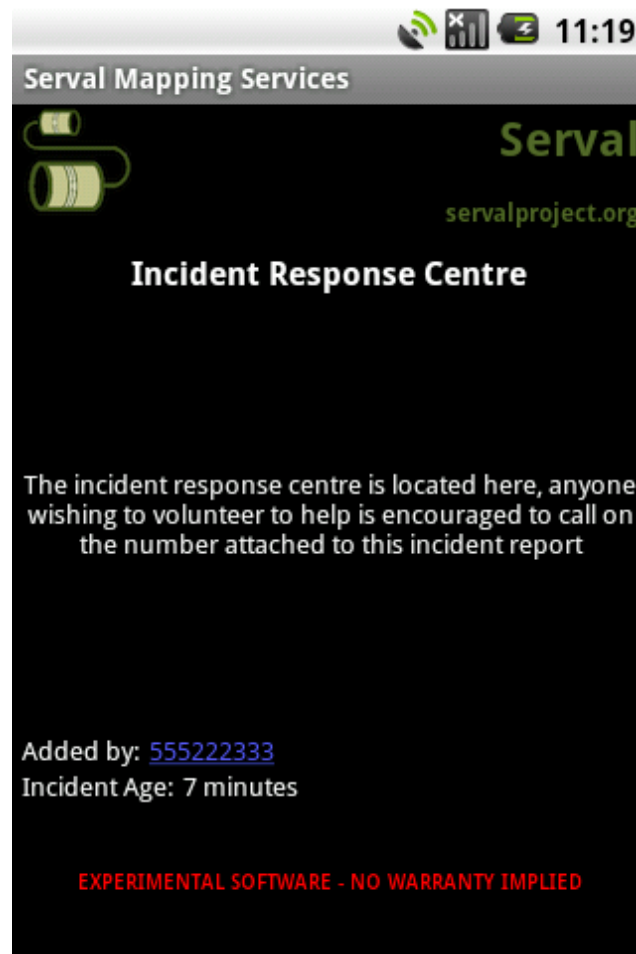 11:19
Serval Mapping Services
Serval
servalproject.org
Incident Response Centre
The incident response centre is located here, anyone
wishing to volunteer to help is encouraged to call on
the number attached to this incident report
Added by: 555222333
Incident Age: 7 minutes
EXPERIMENTAL SOFTWARE - NO WARRANTY IMPLIED